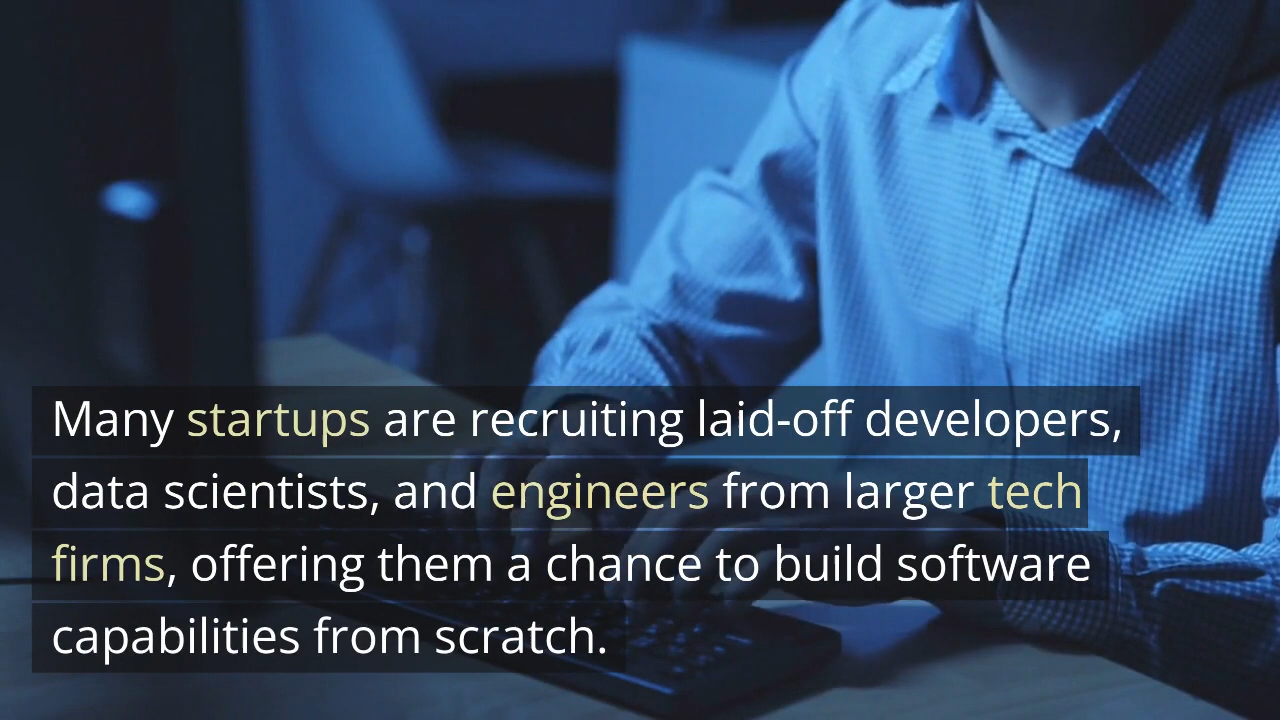 Many startups are recruiting laid-off developers,
data scientists, and engineers from larger tech
firms, offering them a chance to build software
capabilities from scratch.